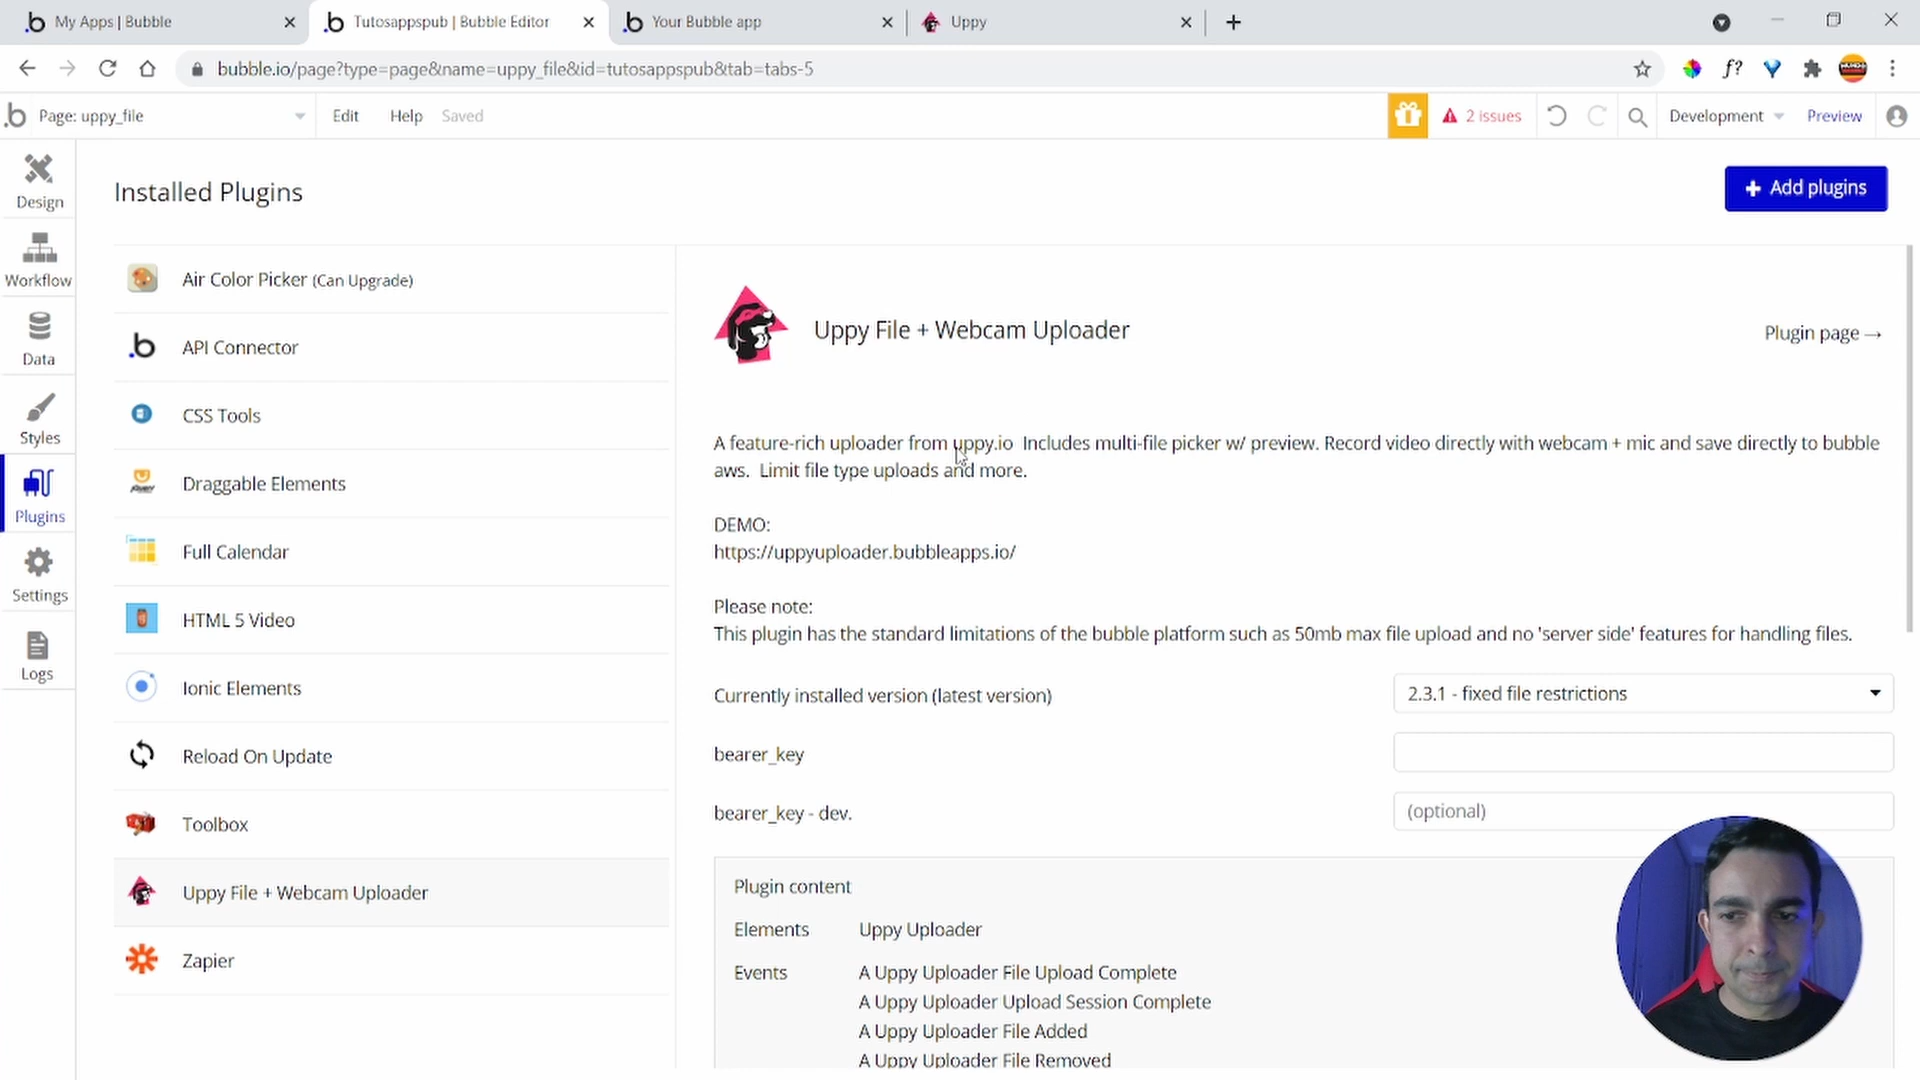 My Apps | Bubble
Tutosappspub | Bubble Editor
Your Bubble app
Uppy
bubble.io/page?type=page&name=uppy_file&id=tutosappspub&tab=tabs-5
f?
Page: uppy_file
Edit
Help
Saved
2 issues
Development
Preview
Design
Workflow
Data
Styles
Plugins
Settings
Logs
Installed Plugins
Add plugins
Air Color Picker (Can Upgrade)
API Connector
CSS Tools
Draggable Elements
Full Calendar
HTML 5 Video
Ionic Elements
Reload On Update
Toolbox
Uppy File + Webcam Uploader
Zapier
Uppy File + Webcam Uploader
Plugin page →
A feature-rich uploader from uppy.io Includes multi-file picker w/ preview. Record video directly with webcam + mic and save directly to bubble
aws. Limit file type uploads and more.
DEMO:
https://uppyuploader.bubbleapps.io/
Please note:
This plugin has the standard limitations of the bubble platform such as 50mb max file upload and no 'server side' features for handling files.
Currently installed version (latest version)
2.3.1 - fixed file restrictions
bearer_key
bearer_key - dev.
(optional)
Plugin content
Elements
Uppy Uploader
Events
A Uppy Uploader File Upload Complete
A Uppy Uploader Upload Session Complete
A Uppy Uploader File Added
A Uppy Uploader File Removed